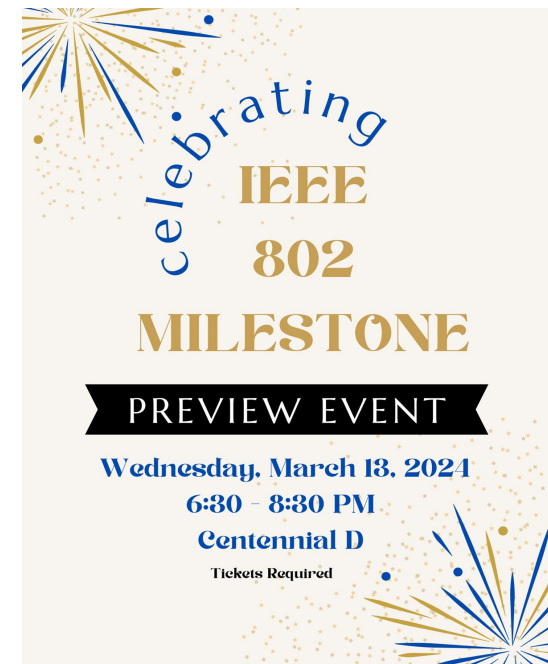 celebrating
IEEE
802
MILESTONE
PREVIEW EVENT
Wednesday, March 13, 2024
6:30 - 8:30 PM
Centennial D
Tickets Required